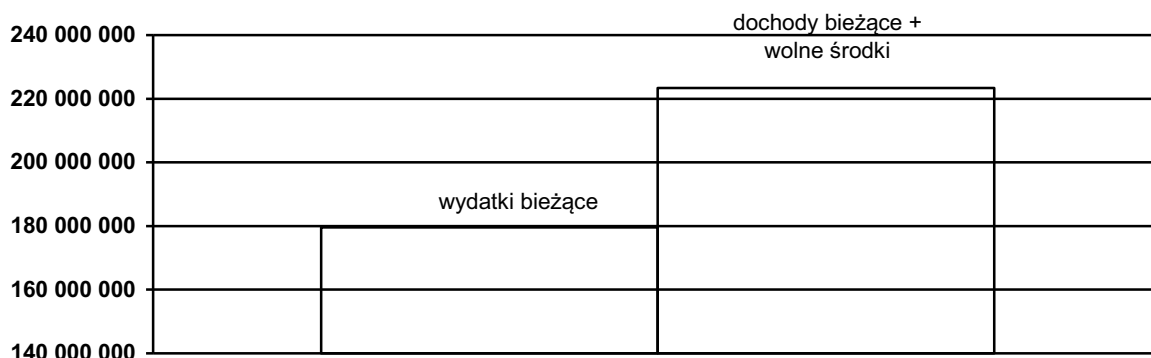 dochody bieżące +
wolne środki
240 000 000
220 000 000
200 000 000
wydatki bieżące
180 000 000
160 000 000
140 000 000